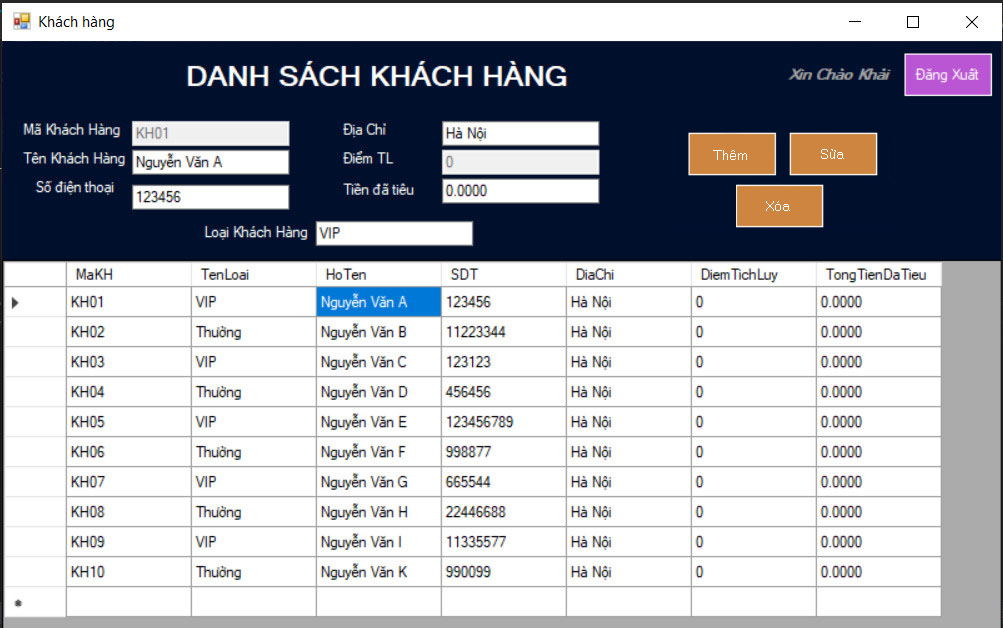 Khách hàng
DANH SÁCH KHÁCH HÀNG
Xin Chào Khải
Đăng Xuất
Mã Khách Hàng KH01 Địa Chỉ Hà Nội
Tên Khách Hàng Nguyễn Văn A Điểm TL 0
Số điện thoại 123456 Tiền đã tiêu 0.0000
Loại Khách Hàng VIP
Thêm Sửa
Xóa
MaKH TenLoai HoTen SDT DiaChi DiemTichLuy TongTienDaTieu
KH01 VIP Nguyễn Văn A 123456 Hà Nội 0 0.0000
KH02 Thường Nguyễn Văn B 11223344 Hà Nội 0 0.0000
KH03 VIP Nguyễn Văn C 123123 Hà Nội 0 0.0000
KH04 Thường Nguyễn Văn D 456456 Hà Nội 0 0.0000
KH05 VIP Nguyễn Văn E 123456789 Hà Nội 0 0.0000
KH06 Thường Nguyễn Văn F 998877 Hà Nội 0 0.0000
KH07 VIP Nguyễn Văn G 665544 Hà Nội 0 0.0000
KH08 Thường Nguyễn Văn H 22446688 Hà Nội 0 0.0000
KH09 VIP Nguyễn Văn I 11335577 Hà Nội 0 0.0000
KH10 Thường Nguyễn Văn K 990099 Hà Nội 0 0.0000